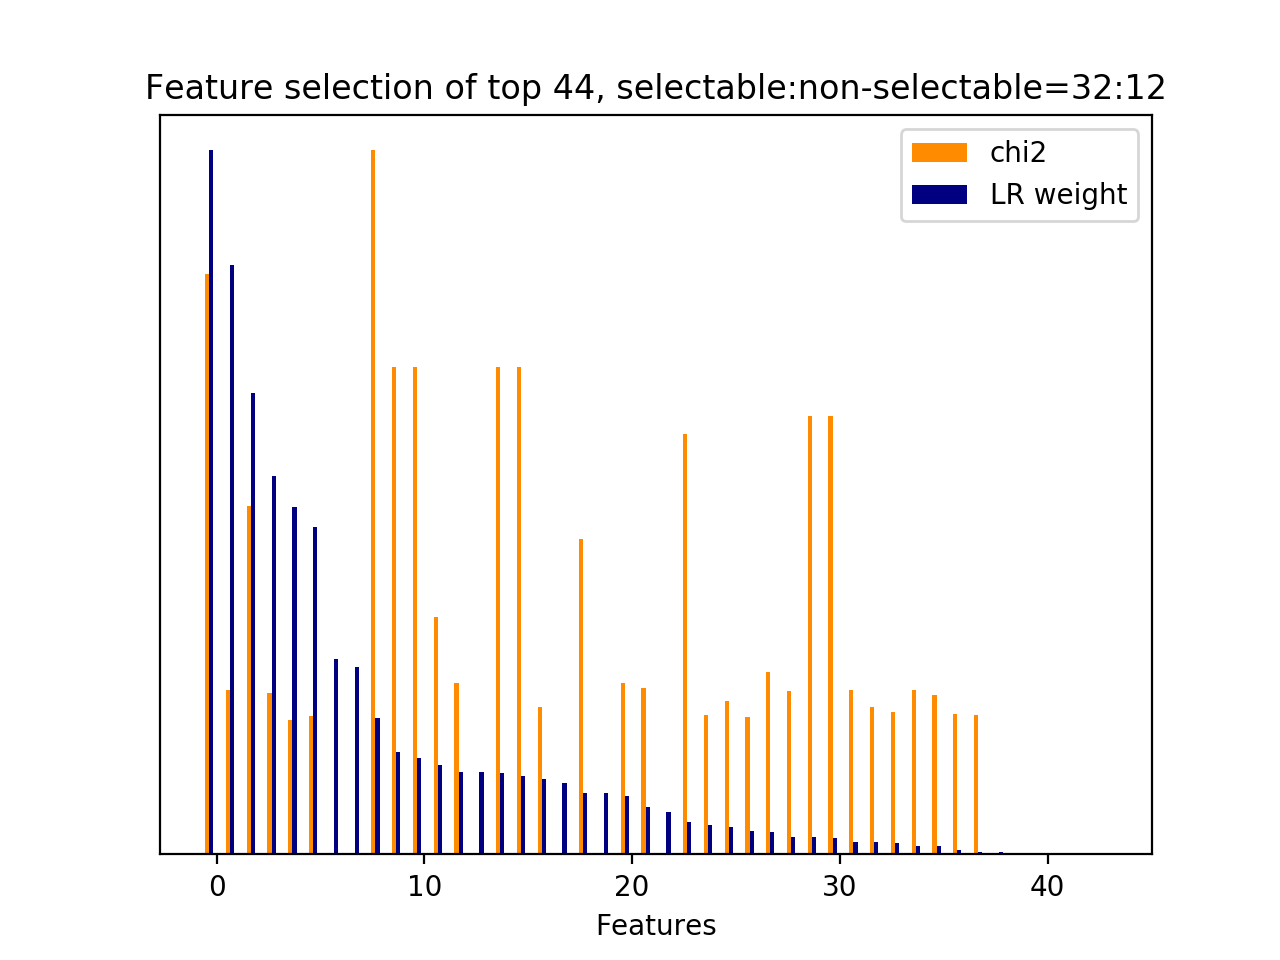 Feature selection of top 44, selectable:non-selectable=32:12
chi2
LR weight
0 10 20 30 40
Features